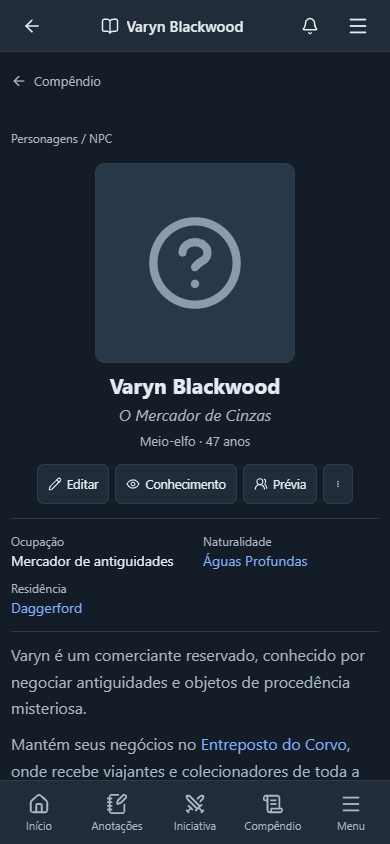 Varyn Blackwood
Compêndio
Personagens / NPC
Varyn Blackwood
O Mercador de Cinzas
Meio-elfo · 47 anos
Editar
Conhecimento
Prévia
Ocupação
Mercador de antiguidades
Naturalidade
Águas Profundas
Residência
Daggerford
Varyn é um comerciante reservado, conhecido por
negociar antiguidades e objetos de procedência
misteriosa.
Mantém seus negócios no Entreposto do Corvo,
onde recebe viajantes e colecionadores de toda a
Início
Anotações
Iniciativa
Compêndio
Menu